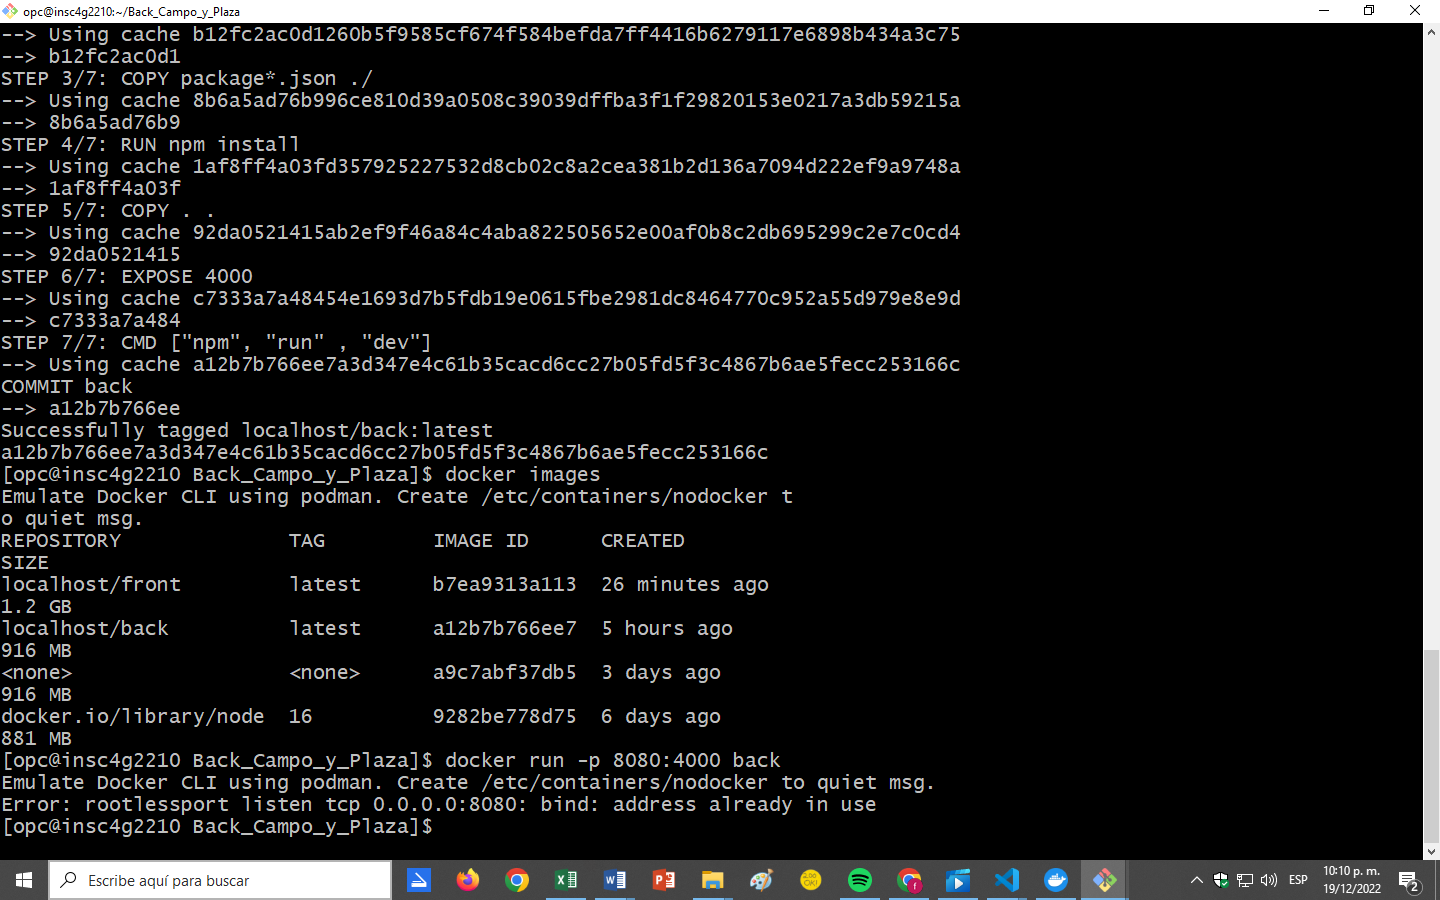 opc@insc4g2210:~/Back_Campo_y_Plaza
--> Using cache b12fc2ac0d1260b5f9585cf674f584befda7ff4416b6279117e6898b434a3c75
--> b12fc2ac0d1
STEP 3/7: COPY package*.json ./
--> Using cache 8b6a5ad76b996ce810d39a0508c39039dffba3f1f29820153e0217a3db59215a
--> 8b6a5ad76b9
STEP 4/7: RUN npm install
--> Using cache 1af8ff4a03fd357925227532d8cb02c8a2cea381b2d136a7094d222ef9a9748a
--> 1af8ff4a03f
STEP 5/7: COPY . .
--> Using cache 92da0521415ab2ef9f46a84c4aba822505652e00af0b8c2db695299c2e7c0cd4
--> 92da0521415
STEP 6/7: EXPOSE 4000
--> Using cache c7333a7a48454e1693d7b5fdb19e0615fbe2981dc8464770c952a55d979e8e9d
--> c7333a7a484
STEP 7/7: CMD ["npm", "run" , "dev"]
--> Using cache a12b7b766ee7a3d347e4c61b35cacd6cc27b05fd5f3c4867b6ae5fecc253166c
COMMIT back
--> a12b7b766ee
Successfully tagged localhost/back:latest
a12b7b766ee7a3d347e4c61b35cacd6cc27b05fd5f3c4867b6ae5fecc253166c
[opc@insc4g2210 Back_Campo_y_Plaza]$ docker images
Emulate Docker CLI using podman. Create /etc/containers/nodocker t
o quiet msg.
REPOSITORY              TAG         IMAGE ID      CREATED
SIZE
localhost/front         latest      b7ea9313a113  26 minutes ago
1.2 GB
localhost/back          latest      a12b7b766ee7  5 hours ago
916 MB
<none>                  <none>      a9c7abf37db5  3 days ago
916 MB
docker.io/library/node  16          9282be778d75  6 days ago
881 MB
[opc@insc4g2210 Back_Campo_y_Plaza]$ docker run -p 8080:4000 back
Emulate Docker CLI using podman. Create /etc/containers/nodocker to quiet msg.
Error: rootlessport listen tcp 0.0.0.0:8080: bind: address already in use
[opc@insc4g2210 Back_Campo_y_Plaza]$
Escribe aquí para buscar
ESP
10:10 p. m.
19/12/2022
2